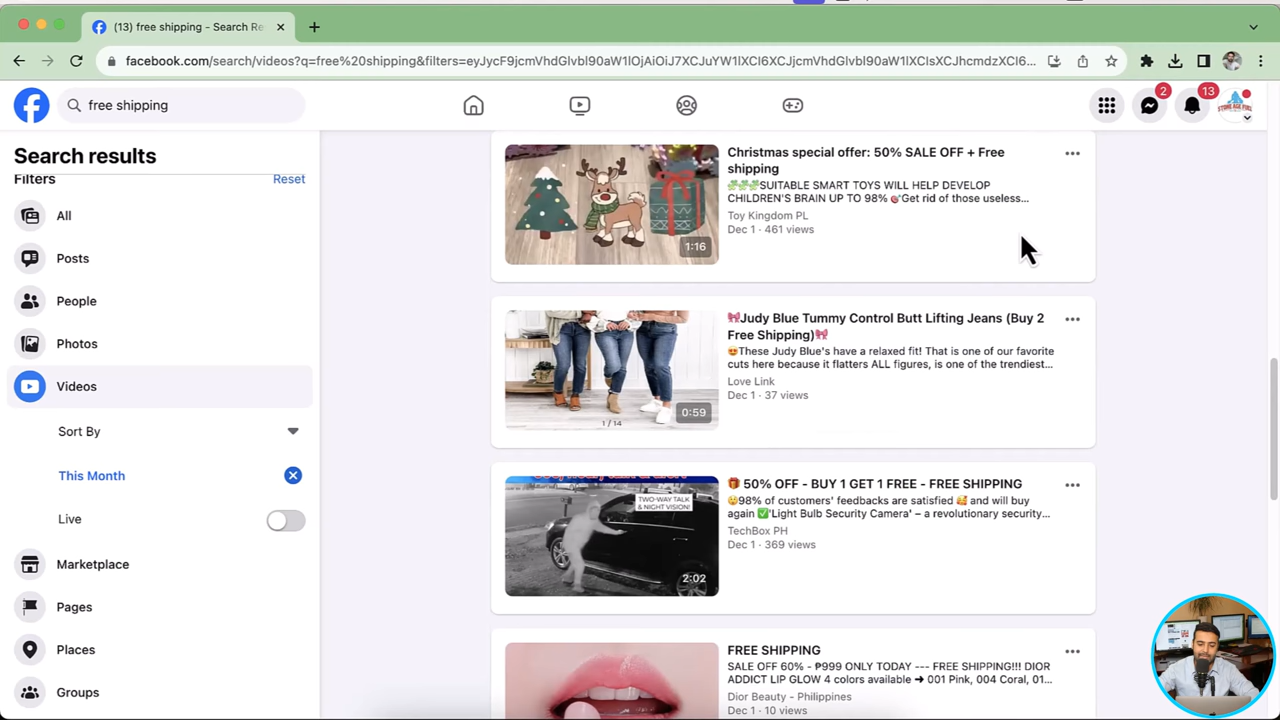 (13) free shipping - Search Re
facebook.com/search/videos?q=free%20shipping&filters=
free shipping
2
13
Search results
Filters
Reset
All
Posts
People
Photos
Videos
Sort By
This Month
Live
Marketplace
Pages
Places
Groups
Christmas special offer: 50% SALE OFF + Free
shipping
🍀🍀🍀SUITABLE SMART TOYS WILL HELP DEVELOP
CHILDREN'S BRAIN UP TO 98% 🎯Get rid of those useless...
Toy Kingdom PL
Dec 1 · 461 views
1:16
🎀Judy Blue Tummy Control Butt Lifting Jeans (Buy 2
Free Shipping)🎀
😍These Judy Blue's have a relaxed fit! That is one of our favorite
cuts here because it flatters ALL figures, is one of the trendiest...
Love Link
Dec 1 · 37 views
0:59
1 / 14
🎁 50% OFF - BUY 1 GET 1 FREE - FREE SHIPPING
98% of customers' feedbacks are satisfied 🥰 and will buy
again ✅'Light Bulb Security Camera' – a revolutionary security...
TechBox PH
Dec 1 · 369 views
TWO-WAY TALK
& NIGHT VISION!
2:02
FREE SHIPPING
SALE OFF 60% - ₱999 ONLY TODAY --- FREE SHIPPING!!! DIOR
ADDICT LIP GLOW 4 colors available ➜ 001 Pink, 004 Coral, 01...
Dior Beauty - Philippines
Dec 1 · 10 views